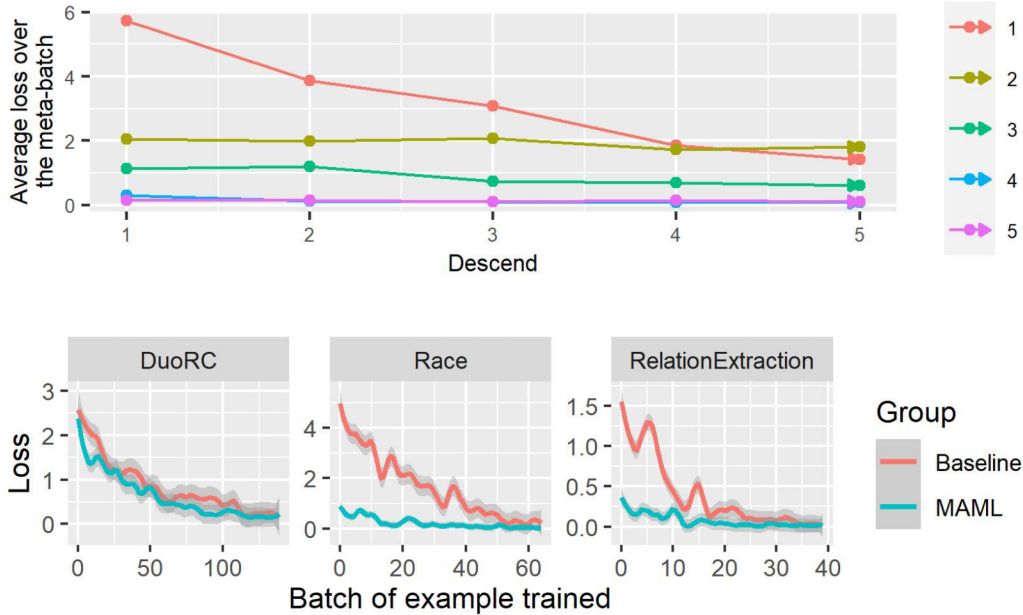 Average loss over
the meta-batch
6
4
2
0
1 2 3 4 5
Descend
1
2
3
4
5
DuoRC Race RelationExtraction
Loss
3
2
1
0
0 50 100
4
2
0
0 20 40 60
1.5
1.0
0.5
0.0
0 10 20 30 40
Batch of example trained
Group
Baseline
MAML